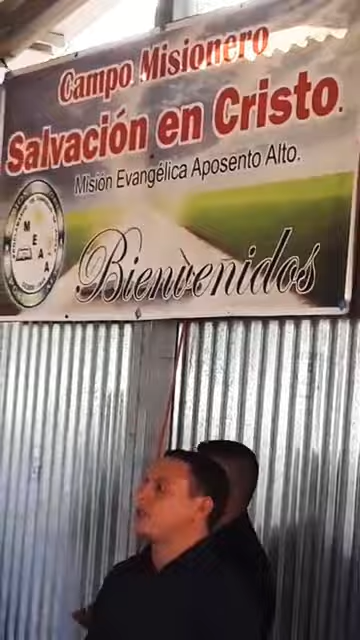 Campo Misionero
Salvación en Cristo.
Misión Evangélica Aposento Alto.
M E A A
Bienvenidos